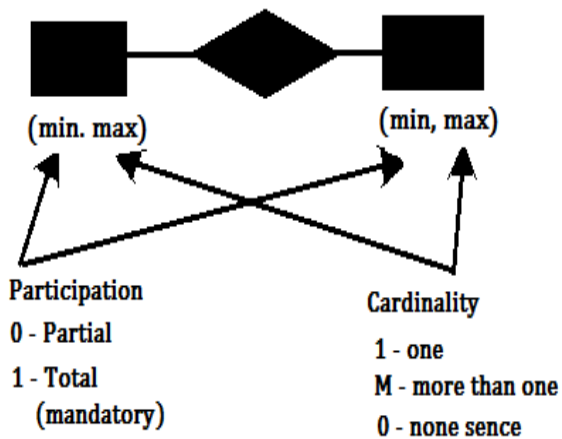 (min. max)
(min, max)
Participation
0 - Partial
1 - Total
(mandatory)
Cardinality
1 - one
M - more than one
0 - none sence